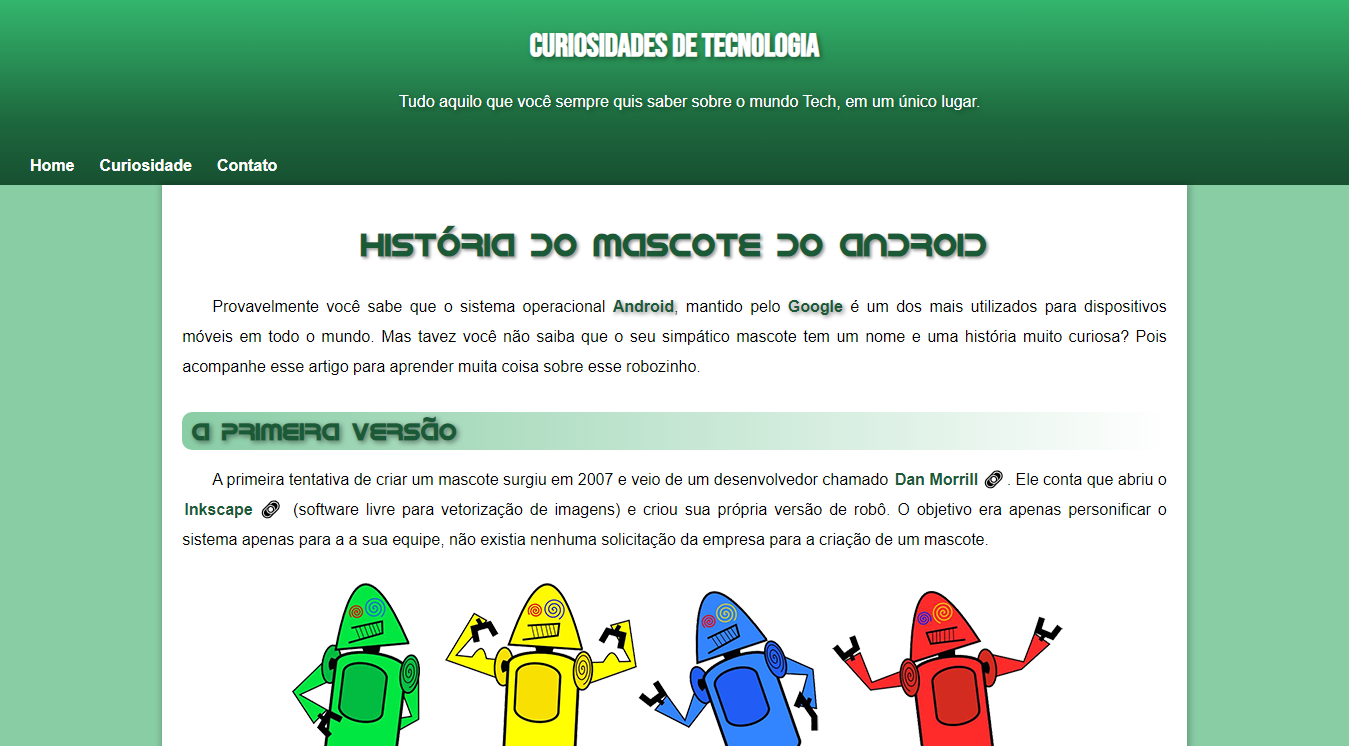 CURIOSIDADES DE TECNOLOGIA
Tudo aquilo que você sempre quis saber sobre o mundo Tech, em um único lugar.
Home Curiosidade Contato
HISTÓRIA DO MASCOTE DO ANDROID
Provavelmente você sabe que o sistema operacional Android, mantido pelo Google é um dos mais utilizados para dispositivos
móveis em todo o mundo. Mas tavez você não saiba que o seu simpático mascote tem um nome e uma história muito curiosa? Pois
acompanhe esse artigo para aprender muita coisa sobre esse robozinho.
A PRIMEIRA VERSÃO
A primeira tentativa de criar um mascote surgiu em 2007 e veio de um desenvolvedor chamado Dan Morrill. Ele conta que abriu o
Inkscape (software livre para vetorização de imagens) e criou sua própria versão de robô. O objetivo era apenas personificar o
sistema apenas para a a sua equipe, não existia nenhuma solicitação da empresa para a criação de um mascote.